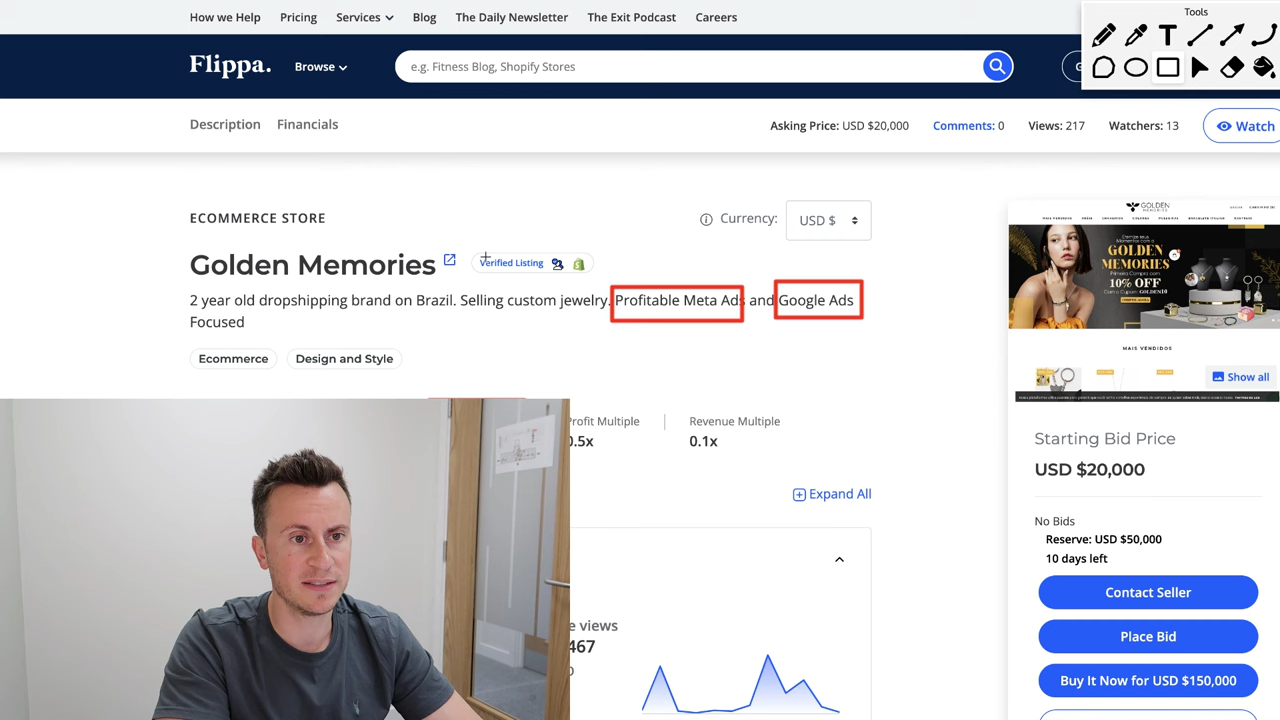 How we Help Pricing Services Blog The Daily Newsletter The Exit Podcast Careers
Tools
Flippa. Browse e.g. Fitness Blog, Shopify Stores
Description Financials Asking Price: USD $20,000 Comments: 0 Views: 217 Watchers: 13 Watch
ECOMMERCE STORE
Currency: USD $
Golden Memories Verified Listing
2 year old dropshipping brand on Brazil. Selling custom jewelry. Profitable Meta Ads and Google Ads
Focused
Ecommerce Design and Style
Profit Multiple Revenue Multiple
0.5x 0.1x
Expand All
e views
467
GOLDEN
MEMORIES
GOLDEN
MEMORIES
10% OFF
MAIS VENDIDOS
Show all
Starting Bid Price
USD $20,000
No Bids
Reserve: USD $50,000
10 days left
Contact Seller
Place Bid
Buy It Now for USD $150,000